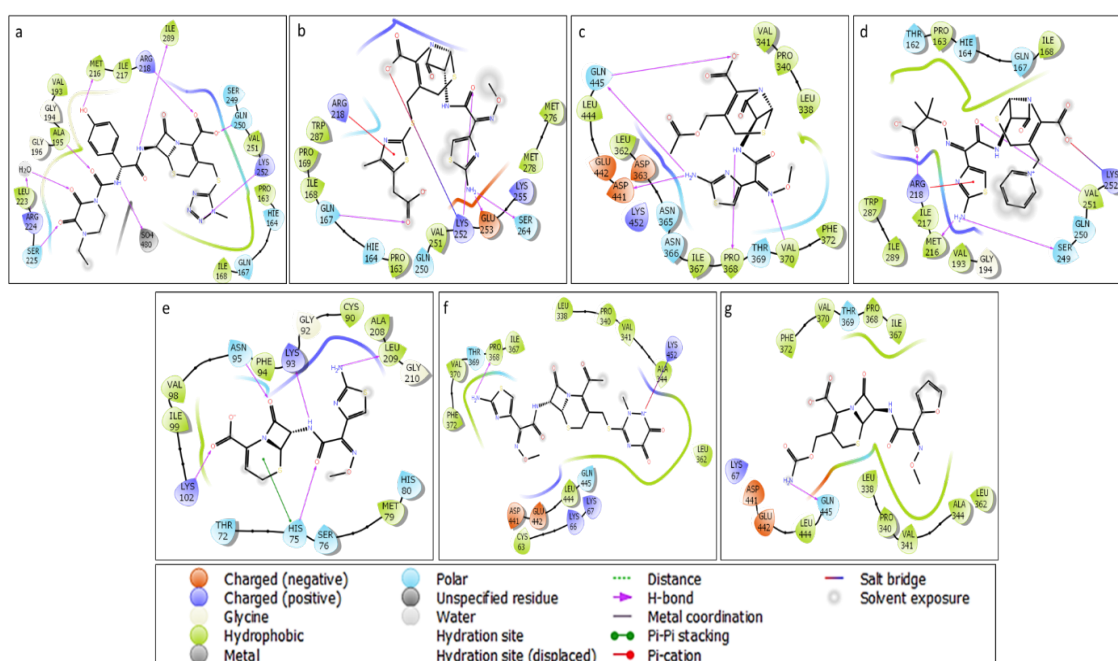 a
ILE 289
MET 216
ILE 217
ARG 218
VAL 193
GLY 194
ALA 195
GLY 196
H₂O
LEU 223
ARG 224
SER 225
SO4 480
SER 249
GLN 250
VAL 251
LYS 252
PRO 163
HIE 164
GLN 167
ILE 168
b
ARG 218
TRP 287
PRO 169
ILE 168
GLN 167
HIE 164
PRO 163
GLN 250
VAL 251
LYS 252
GLU 253
SER 264
LYS 255
MET 278
MET 276
c
GLN 445
LEU 444
GLU 442
ASP 441
LYS 452
LEU 362
ASP 363
ASN 365
ASN 366
ILE 367
PRO 368
THR 369
VAL 370
PHE 372
VAL 341
PRO 340
LEU 338
d
THR 162
PRO 163
HIE 164
GLN 167
ILE 168
LYS 252
VAL 251
GLN 250
SER 249
ARG 218
ILE 217
MET 216
VAL 193
GLY 194
TRP 287
ILE 289
e
ASN 95
PHE 94
LYS 93
GLY 92
CYS 90
ALA 208
LEU 209
GLY 210
VAL 98
ILE 99
LYS 102
THR 72
HIS 75
SER 76
MET 79
HIS 80
f
LEU 338
PRO 340
VAL 341
LYS 452
ALA 344
LEU 362
VAL 370
THR 369
PRO 368
ILE 367
PHE 372
ASP 441
GLU 442
LEU 444
GLN 445
CYS 63
LYS 66
LYS 67
g
PHE 372
VAL 370
THR 369
PRO 368
ILE 367
LYS 67
ASP 441
GLU 442
LEU 444
GLN 445
LEU 338
PRO 340
VAL 341
ALA 344
LEU 362
Charged (negative)
Charged (positive)
Glycine
Hydrophobic
Metal
Polar
Unspecified residue
Water
Hydration site
Hydration site (displaced)
Distance
H-bond
Metal coordination
Pi-Pi stacking
Pi-cation
Salt bridge
Solvent exposure